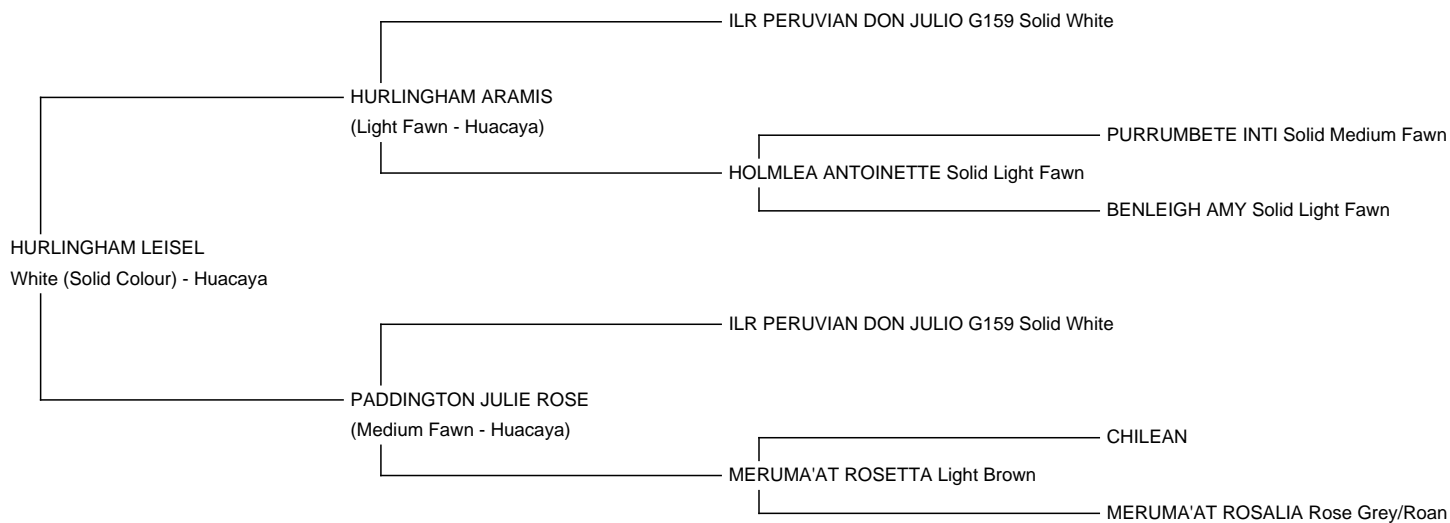 ILR PERUVIAN DON JULIO G159 Solid White
HURLINGHAM ARAMIS
(Light Fawn - Huacaya)
PURRUMBETE INTI Solid Medium Fawn
HOLMLEA ANTOINETTE Solid Light Fawn
BENLEIGH AMY Solid Light Fawn
HURLINGHAM LEISEL
White (Solid Colour) - Huacaya
ILR PERUVIAN DON JULIO G159 Solid White
PADDINGTON JULIE ROSE
(Medium Fawn - Huacaya)
CHILEAN
MERUMA'AT ROSETTA Light Brown
MERUMA'AT ROSALIA Rose Grey/Roan